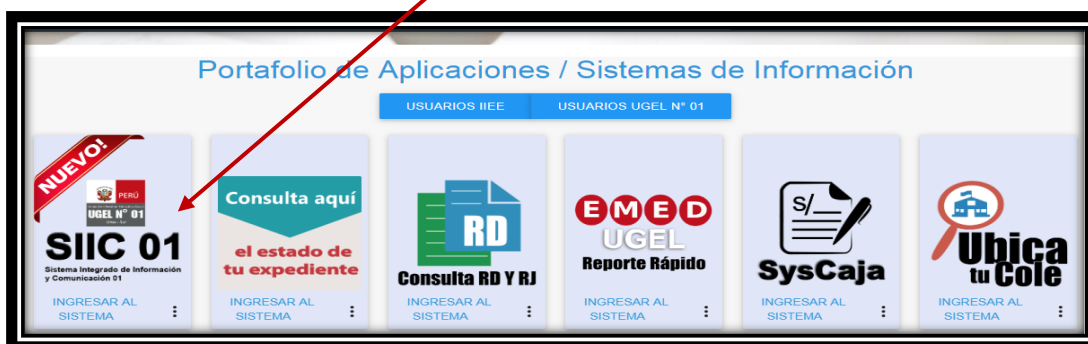 Portafolio de Aplicaciones / Sistemas de Información
USUARIOS IIEE
USUARIOS UGEL N° 01
NUEVO!
PERÚ
UGEL N° 01
SIIC 01
Sistema Integrado de Información
y Comunicación 01
INGRESAR AL
SISTEMA
Consulta aquí
el estado de
tu expediente
INGRESAR AL
SISTEMA
RD
Consulta RD Y RJ
INGRESAR AL
SISTEMA
EMED
UGEL
Reporte Rápido
INGRESAR AL
SISTEMA
S/
SysCaja
INGRESAR AL
SISTEMA
Ubica
tu Cole
INGRESAR AL
SISTEMA